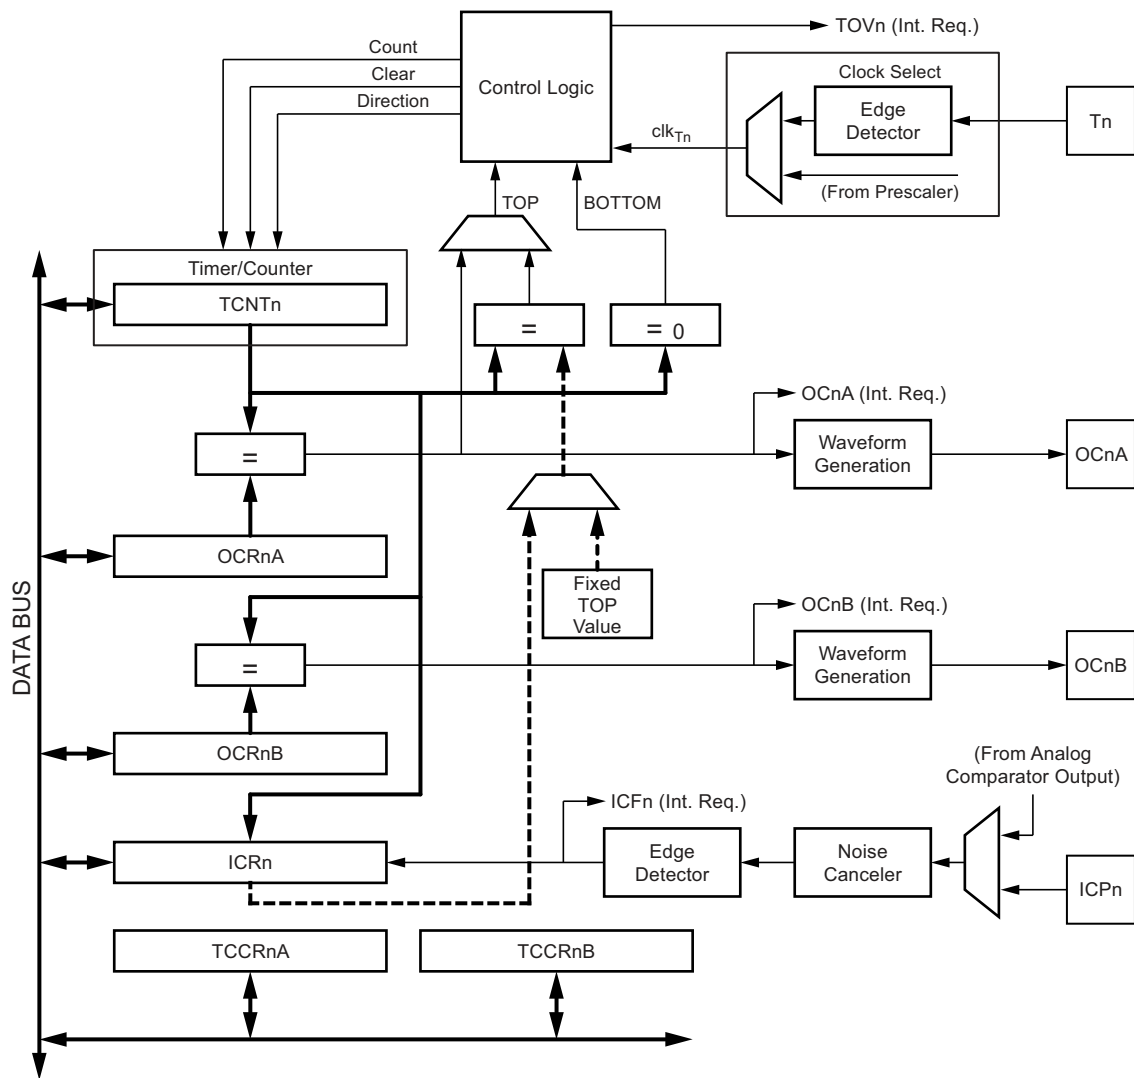 TOVn (Int. Req.)
Count
Clear
Direction
Control Logic
Clock Select
Edge
Detector
Tn
clkTn
(From Prescaler)
TOP
BOTTOM
Timer/Counter
TCNTn
=
= 0
OCnA (Int. Req.)
=
Waveform
Generation
OCnA
OCRnA
Fixed
TOP
Value
DATA BUS
OCnB (Int. Req.)
=
Waveform
Generation
OCnB
OCRnB
(From Analog
Comparator Output)
ICFn (Int. Req.)
ICRn
Edge
Detector
Noise
Canceler
ICPn
TCCRnA
TCCRnB